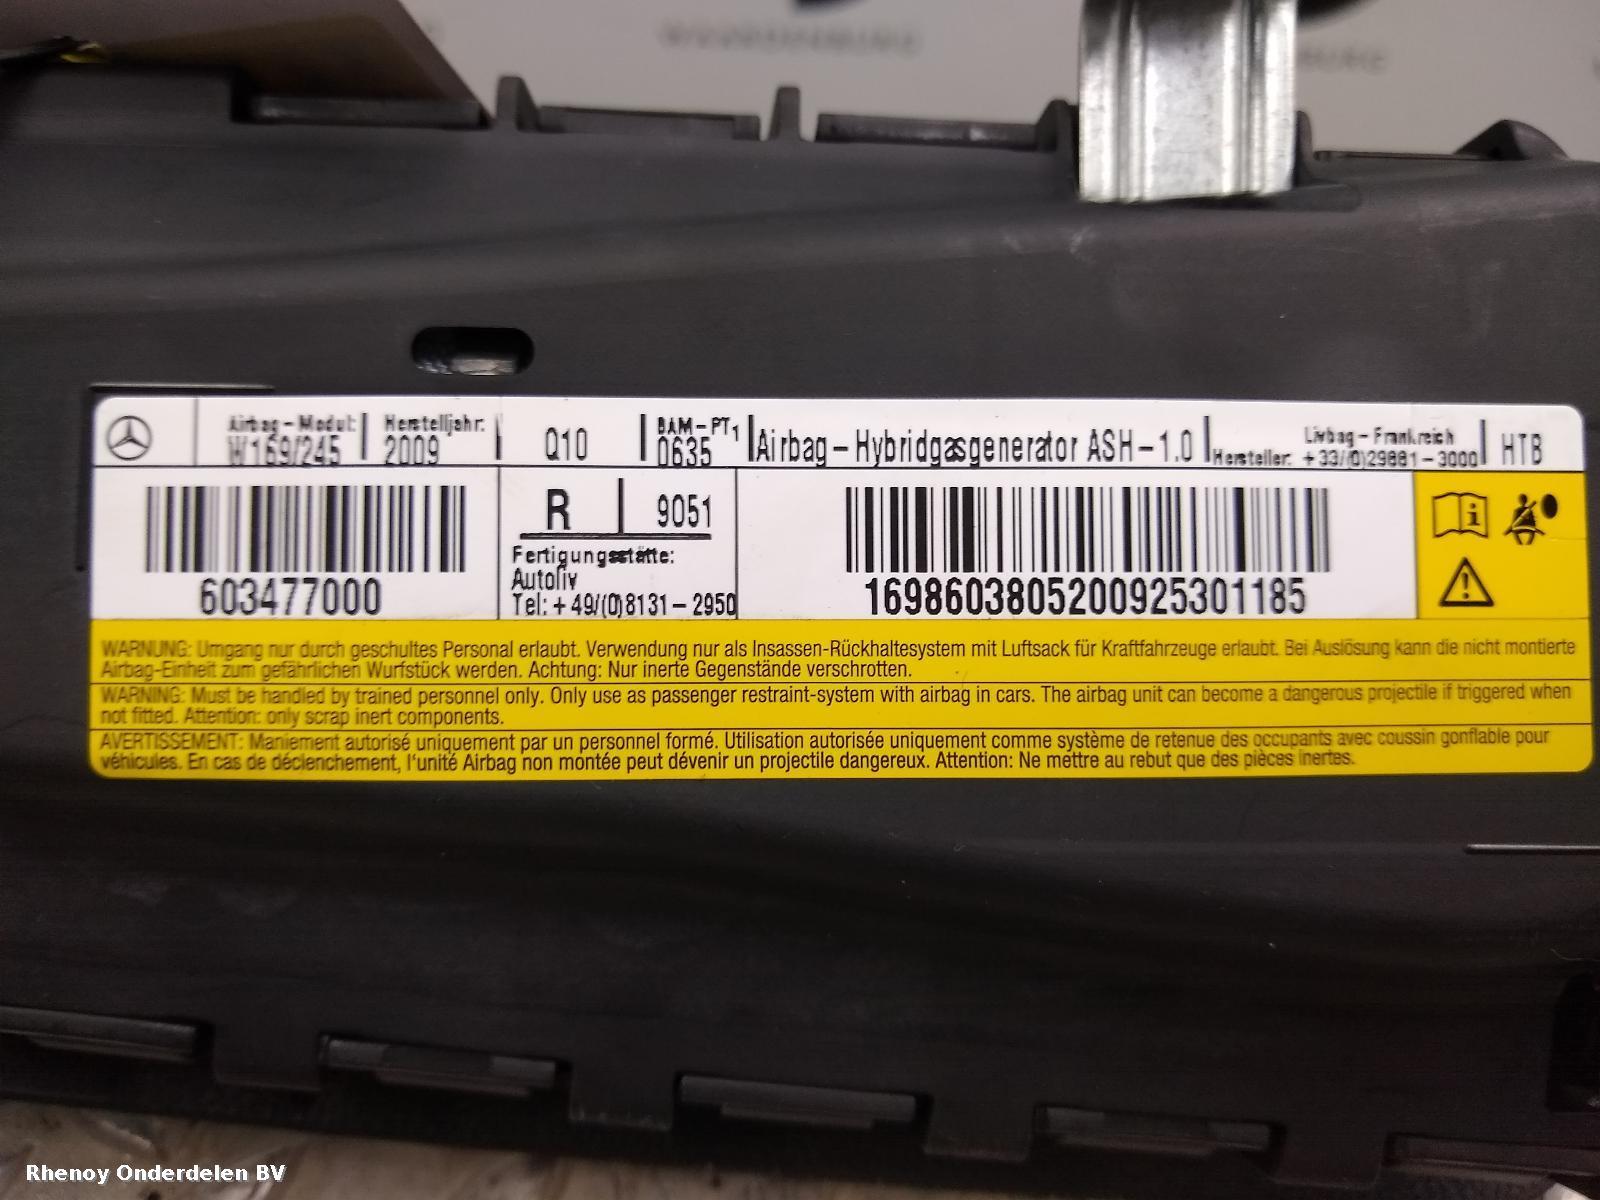 WOORDENBURG
Airbag-Modul: Herstelljahr: BAM-PT1 Livbag-Frankreich
W169/245 2009 Q10 0635 Airbag-Hybridgasgenerator ASH-1.0 Hersteller: +33/(0)29881-3000 HTB
R 9051
Fertigungsstätte:
Autoliv
603477000 Tel: +49/(0)8131-2950 1698603805200925301185
WARNUNG: Umgang nur durch geschultes Personal erlaubt. Verwendung nur als Insassen-Rückhaltesystem mit Luftsack für Kraftfahrzeuge erlaubt. Bei Auslösung kann die nicht montierte
Airbag-Einheit zum gefährlichen Wurfstück werden. Achtung: Nur inerte Gegenstände verschrotten.
WARNING: Must be handled by trained personnel only. Only use as passenger restraint-system with airbag in cars. The airbag unit can become a dangerous projectile if triggered when
not fitted. Attention: only scrap inert components.
AVERTISSEMENT: Maniement autorisé uniquement par un personnel formé. Utilisation autorisée uniquement comme système de retenue des occupants avec coussin gonflable pour
véhicules. En cas de déclenchement, l'unité Airbag non montée peut dévenir un projectile dangereux. Attention: Ne mettre au rebut que des pièces inertes.
Rhenoy Onderdelen BV